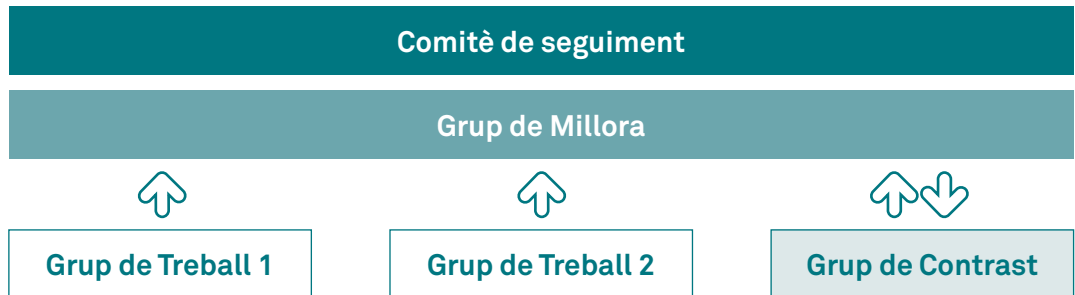 Comitè de seguiment
Grup de Millora
Grup de Treball 1
Grup de Treball 2
Grup de Contrast